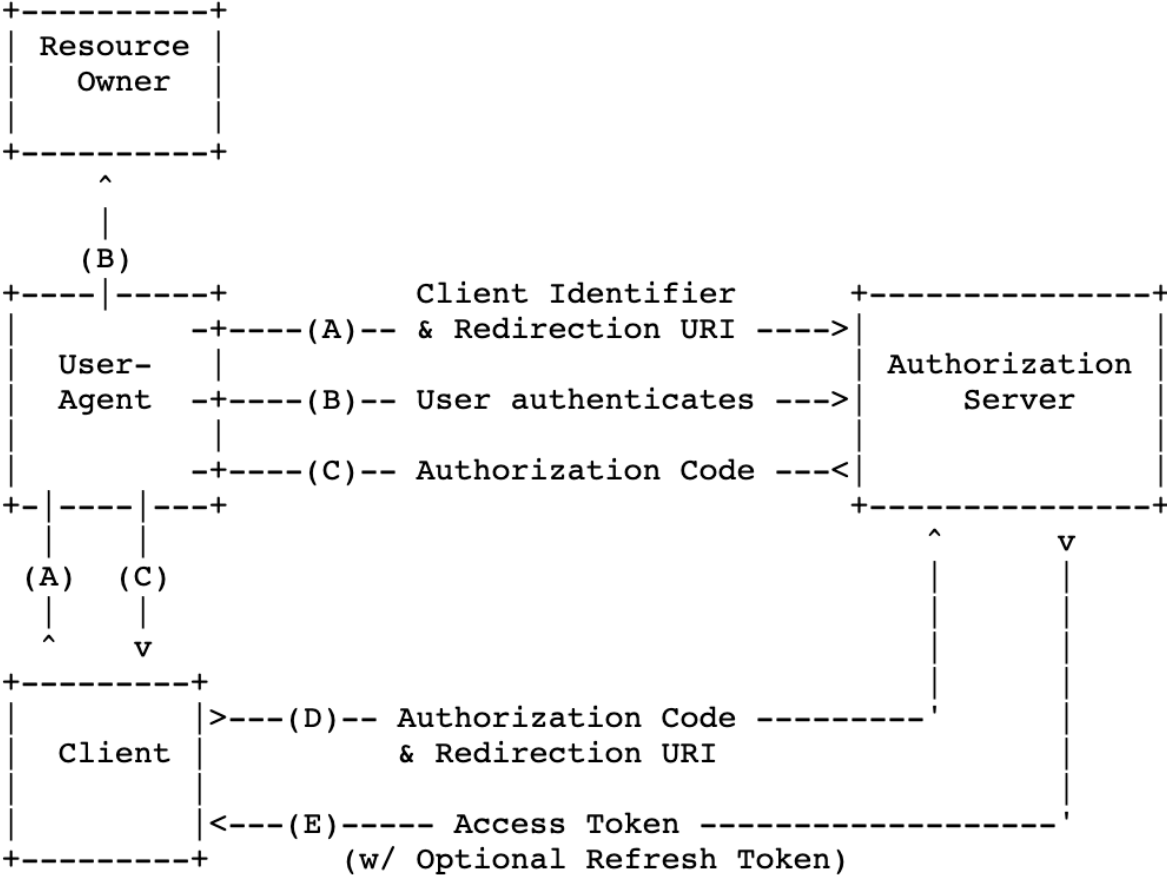 +----------+
| Resource |
|   Owner  |
|          |
+----------+
     ^
     |
    (B)
+----|-----+          Client Identifier      +---------------+
|         -+----(A)-- & Redirection URI ---->|               |
|  User-   |                                 | Authorization |
|  Agent  -+----(B)-- User authenticates --->|     Server    |
|          |                                 |               |
|         -+----(C)-- Authorization Code ---<|               |
+-|----|---+                                 +---------------+
  |    |                                         ^      v
 (A)  (C)                                        |      |
  |    |                                         |      |
  ^    v                                         |      |
+---------+                                      |      |
|         |>---(D)-- Authorization Code ---------'      |
|  Client |          & Redirection URI                  |
|         |                                             |
|         |<---(E)----- Access Token -------------------'
+---------+       (w/ Optional Refresh Token)